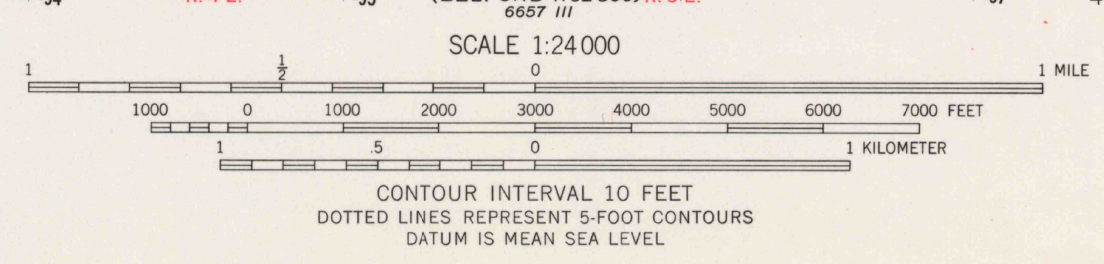 6657 III
SCALE 1:24 000
1 1/2 0 1 MILE
1000 0 1000 2000 3000 4000 5000 6000 7000 FEET
1 .5 0 1 KILOMETER
CONTOUR INTERVAL 10 FEET
DOTTED LINES REPRESENT 5-FOOT CONTOURS
DATUM IS MEAN SEA LEVEL